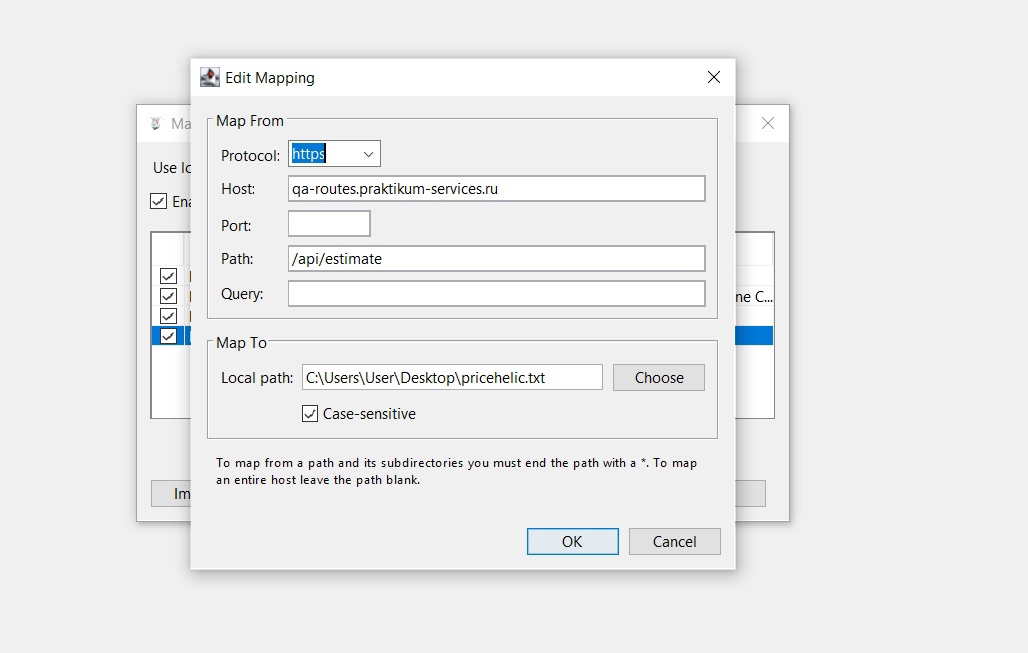 Edit Mapping
Ma
Map From
Protocol: https
Use lo
Host: qa-routes.praktikum-services.ru
Ena
Port:
Path: /api/estimate
Query:
ne C...
Map To
Local path: C:\Users\User\Desktop\pricehelic.txt Choose
Case-sensitive
To map from a path and its subdirectories you must end the path with a *. To map
an entire host leave the path blank.
Im
OK Cancel